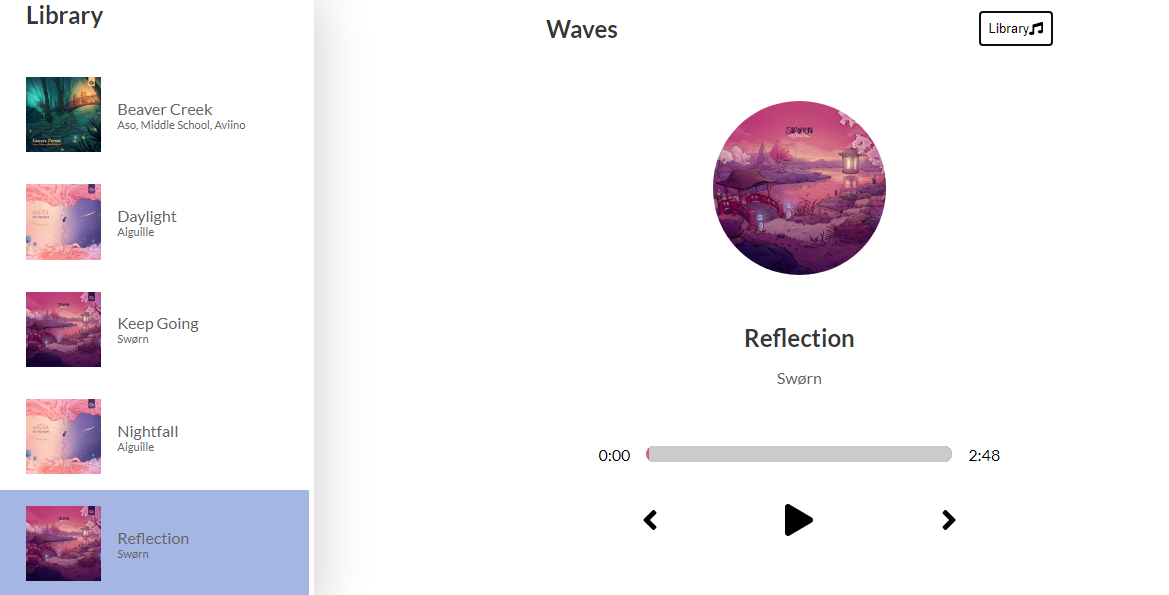 Library
Beaver Creek
Aso, Middle School, Aviino
Daylight
Aiguille
Keep Going
Swørn
Nightfall
Aiguille
Reflection
Swørn
Waves
Library
SWØRN
Reflection
Swørn
0:00
2:48